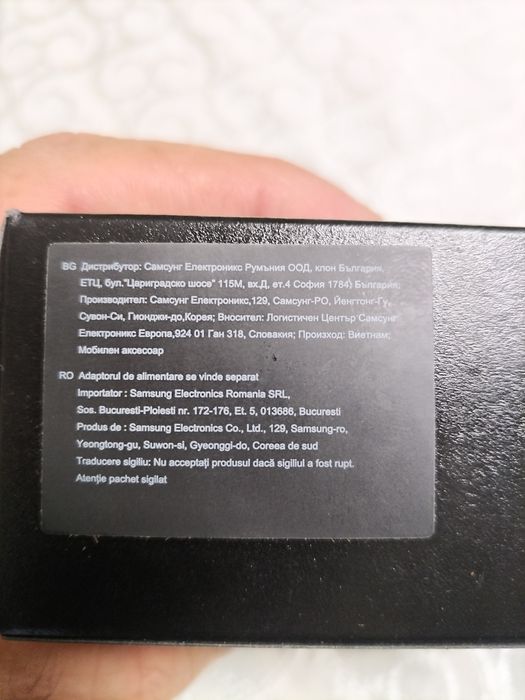 BG Дистрибутор: Самсунг Електроникс Румъния ООД, клон България,
ЕТЦ, бул."Цариградско шосе" 115М, вх.Д, ет.4 София 1784; България;
Производител: Самсунг Електроникс,129, Самсунг-РО, Йенгтонг-Гу,
Сувон-Си, Гионджи-до,Корея; Вносител: Логистичен Център Самсунг
Електроникс Европа,924 01 Ган 318, Словакия; Произход: Виетнам;
Мобилен аксесоар
RO Adaptorul de alimentare se vinde separat
Importator : Samsung Electronics Romania SRL,
Sos. Bucuresti-Ploiesti nr. 172-176, Et. 5, 013686, Bucuresti
Produs de : Samsung Electronics Co., Ltd., 129, Samsung-ro,
Yeongtong-gu, Suwon-si, Gyeonggi-do, Coreea de sud
Traducere sigiliu: Nu acceptați produsul dacă sigiliul a fost rupt.
Atenție pachet sigilat